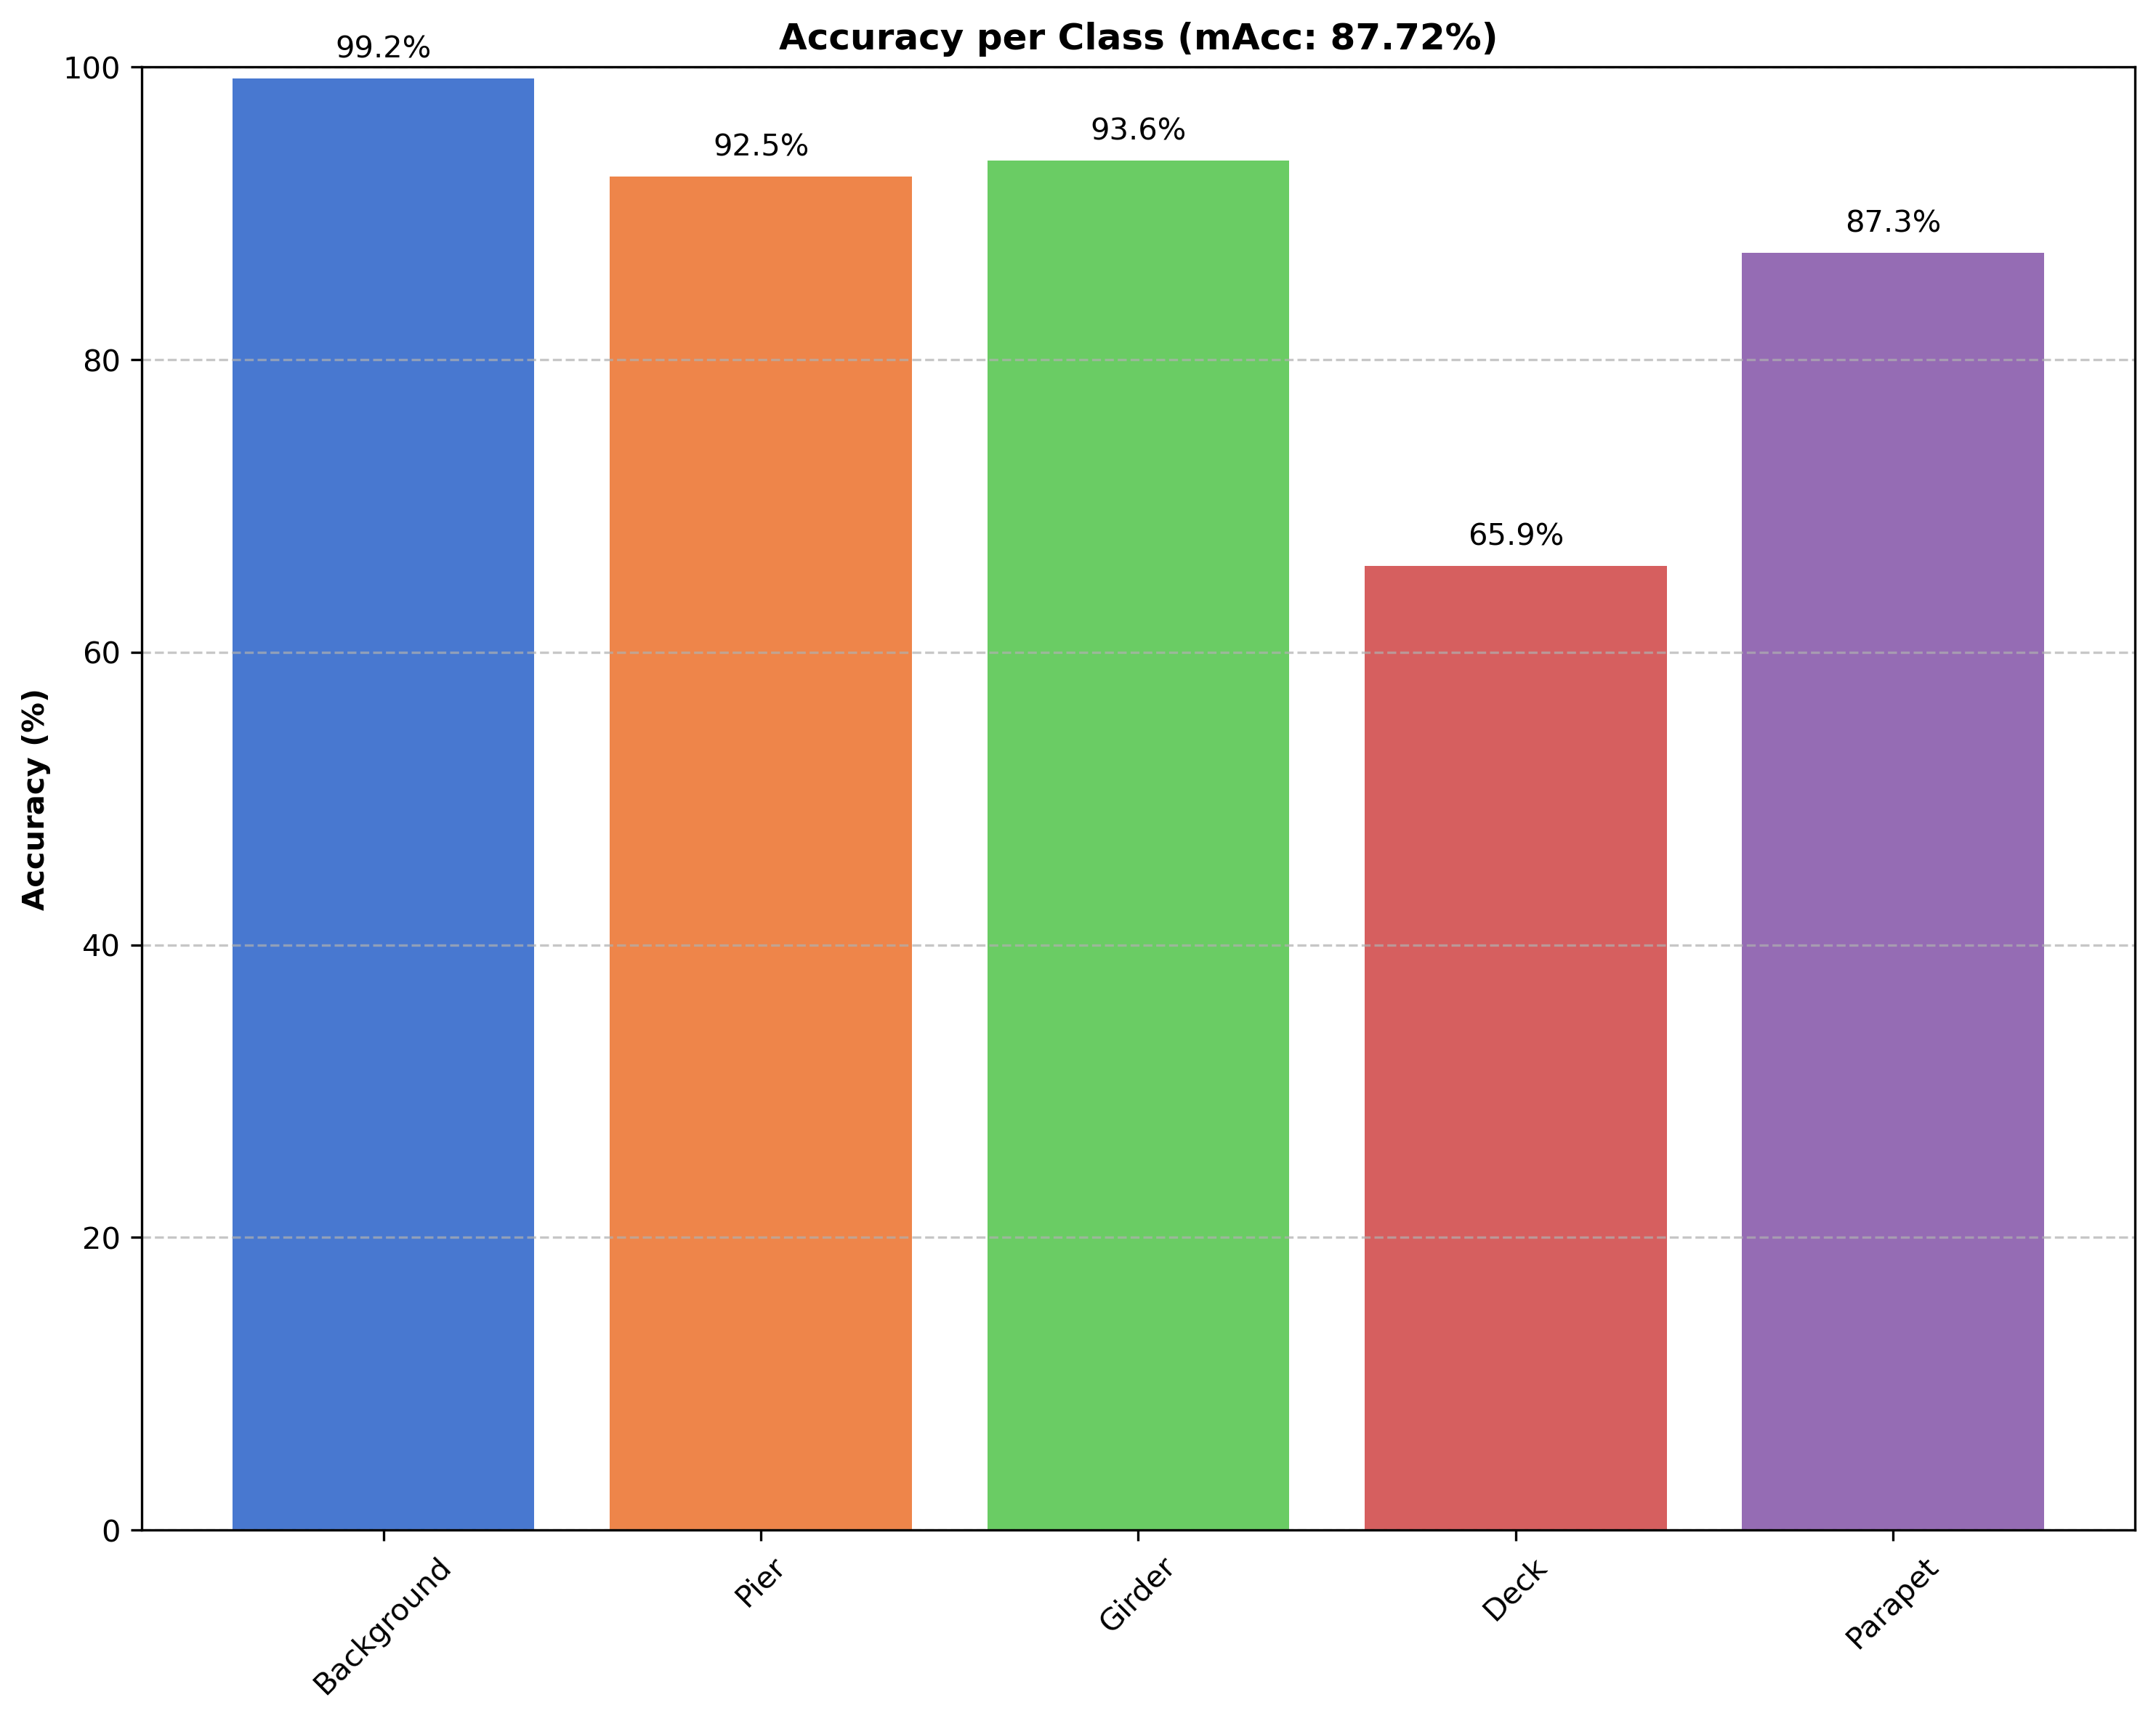 Accuracy per Class (mAcc: 87.72%)
99.2%
92.5%
93.6%
65.9%
87.3%
Accuracy (%)
100
80
60
40
20
0
Background
Pier
Girder
Deck
Parapet